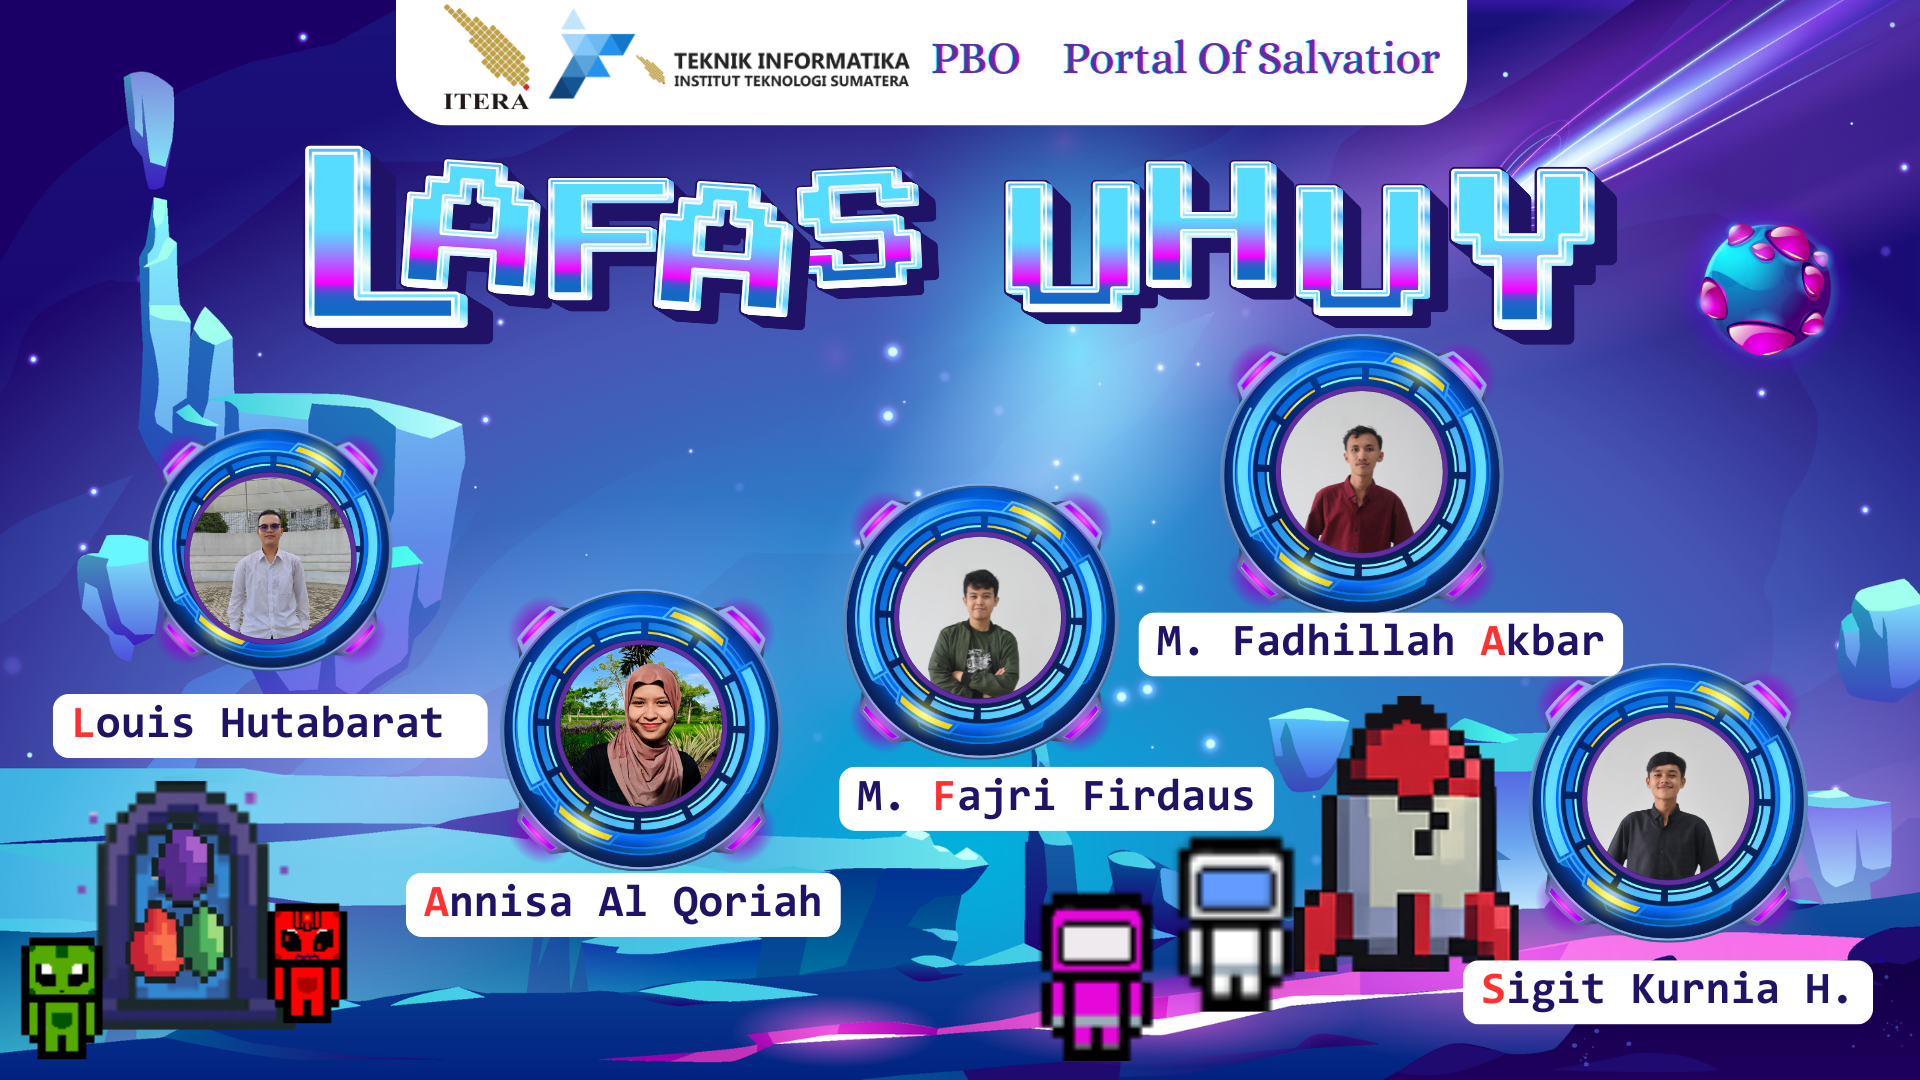 ITERA
TEKNIK INFORMATIKA
INSTITUT TEKNOLOGI SUMATERA
PBO Portal Of Salvatior
LAFAS UHUY
M. Fadhillah Akbar
Louis Hutabarat
M. Fajri Firdaus
Annisa Al Qoriah
Sigit Kurnia H.